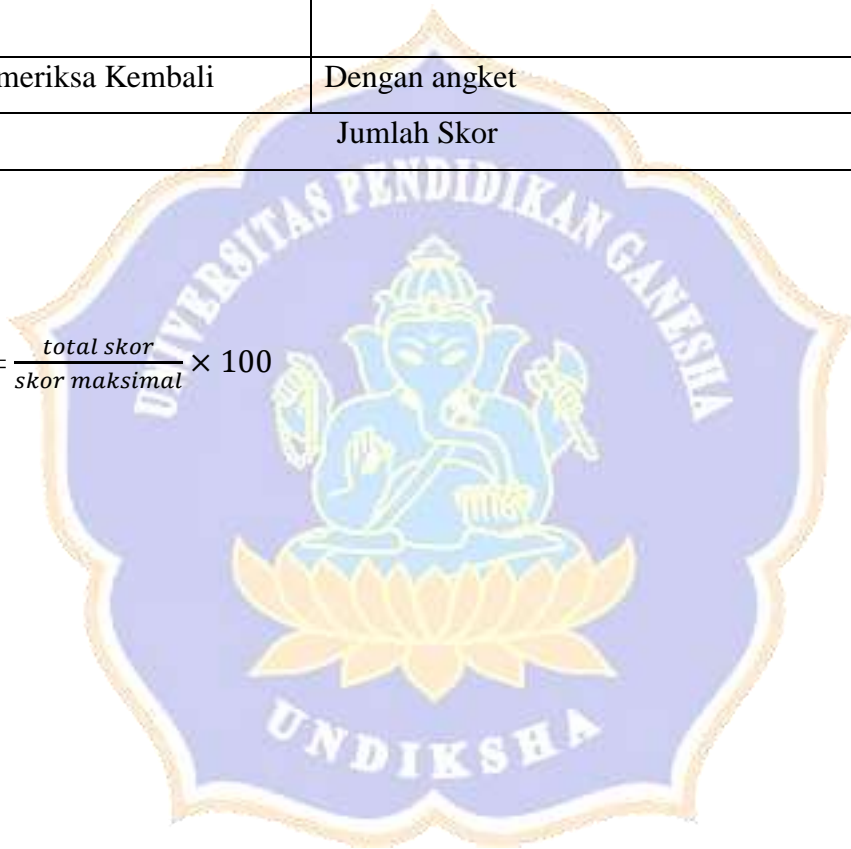 meriksa Kembali Dengan angket
Jumlah Skor
UNIVERSITAS PENDIDIKAN GANESHA
= total skor / skor maksimal × 100
UNDIKSHA